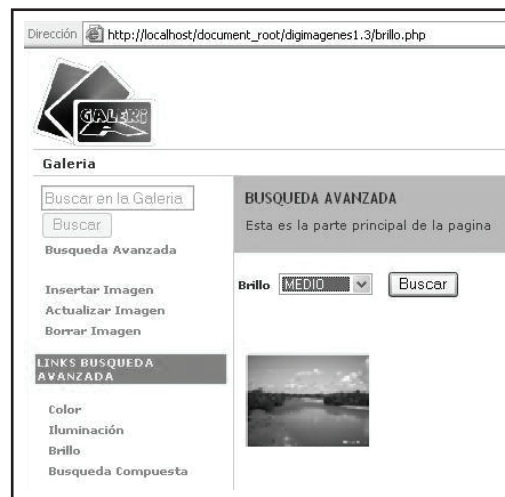 Dirección http://localhost/document_root/digimagenes1.3/brillo.php
GALERI
Galeria
Buscar en la Galeria
Buscar
Busqueda Avanzada
Insertar Imagen
Actualizar Imagen
Borrar Imagen
LINKS BUSQUEDA
AVANZADA
Color
Iluminación
Brillo
Busqueda Compuesta
BUSQUEDA AVANZADA
Esta es la parte principal de la pagina
Brillo MEDIO Buscar